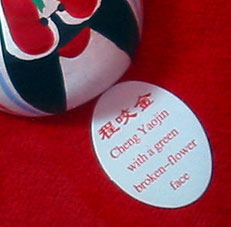 程咬金
Cheng Yaojin
with a green
broken-flower
face